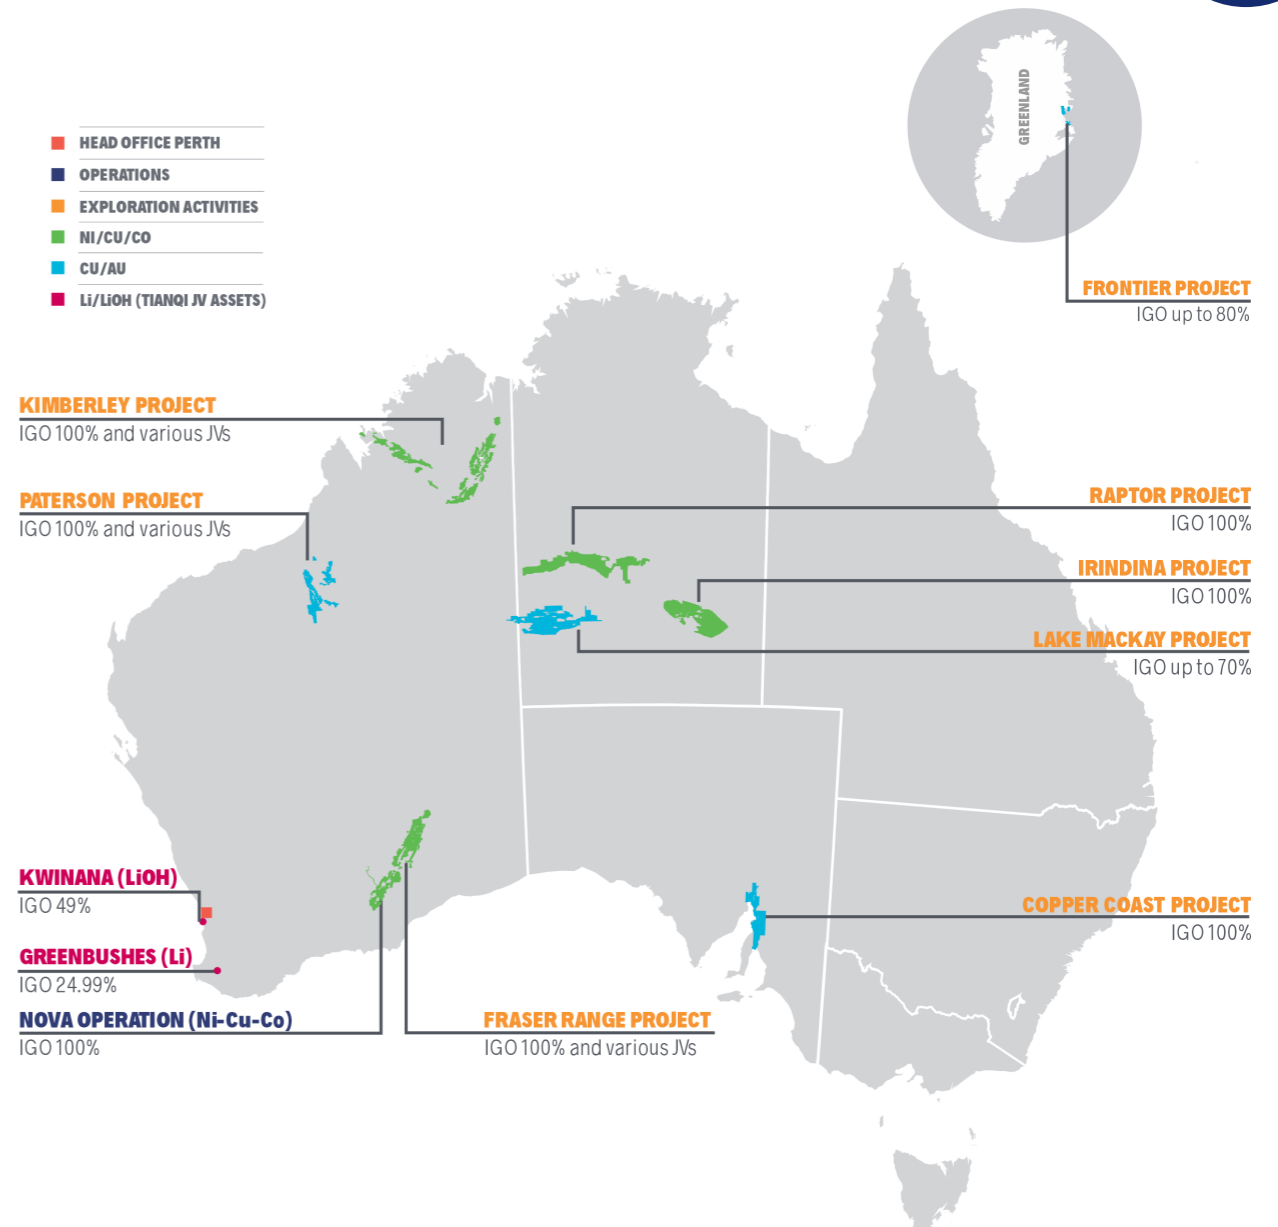 GREENLAND
HEAD OFFICE PERTH
OPERATIONS
EXPLORATION ACTIVITIES
NI/CU/CO
CU/AU
Li/LiOH (TIANQI JV ASSETS)
FRONTIER PROJECT
IGO up to 80%
KIMBERLEY PROJECT
IGO 100% and various JVs
PATERSON PROJECT
IGO 100% and various JVs
RAPTOR PROJECT
IGO 100%
IRINDINA PROJECT
IGO 100%
LAKE MACKAY PROJECT
IGO up to 70%
KWINANA (LiOH)
IGO 49%
COPPER COAST PROJECT
IGO 100%
GREENBUSHES (Li)
IGO 24.99%
NOVA OPERATION (Ni-Cu-Co)
IGO 100%
FRASER RANGE PROJECT
IGO 100% and various JVs